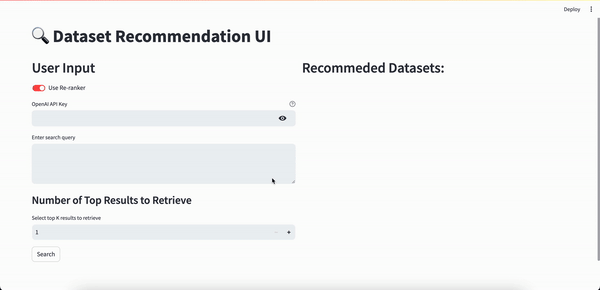 Deploy
🔍 Dataset Recommendation UI
User Input
Use Re-ranker
OpenAI API Key
Enter search query
Number of Top Results to Retrieve
Select top K results to retrieve
1
Search
Recommeded Datasets: